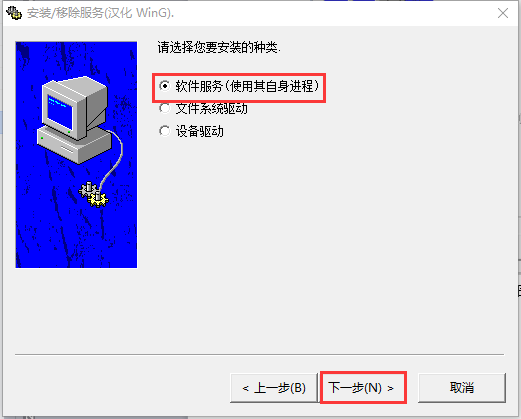 安装/移除服务(汉化 WinG).
请选择您要安装的种类.
软件服务(使用其自身进程)
文件系统驱动
设备驱动
< 上一步(B)
下一步(N) >
取消